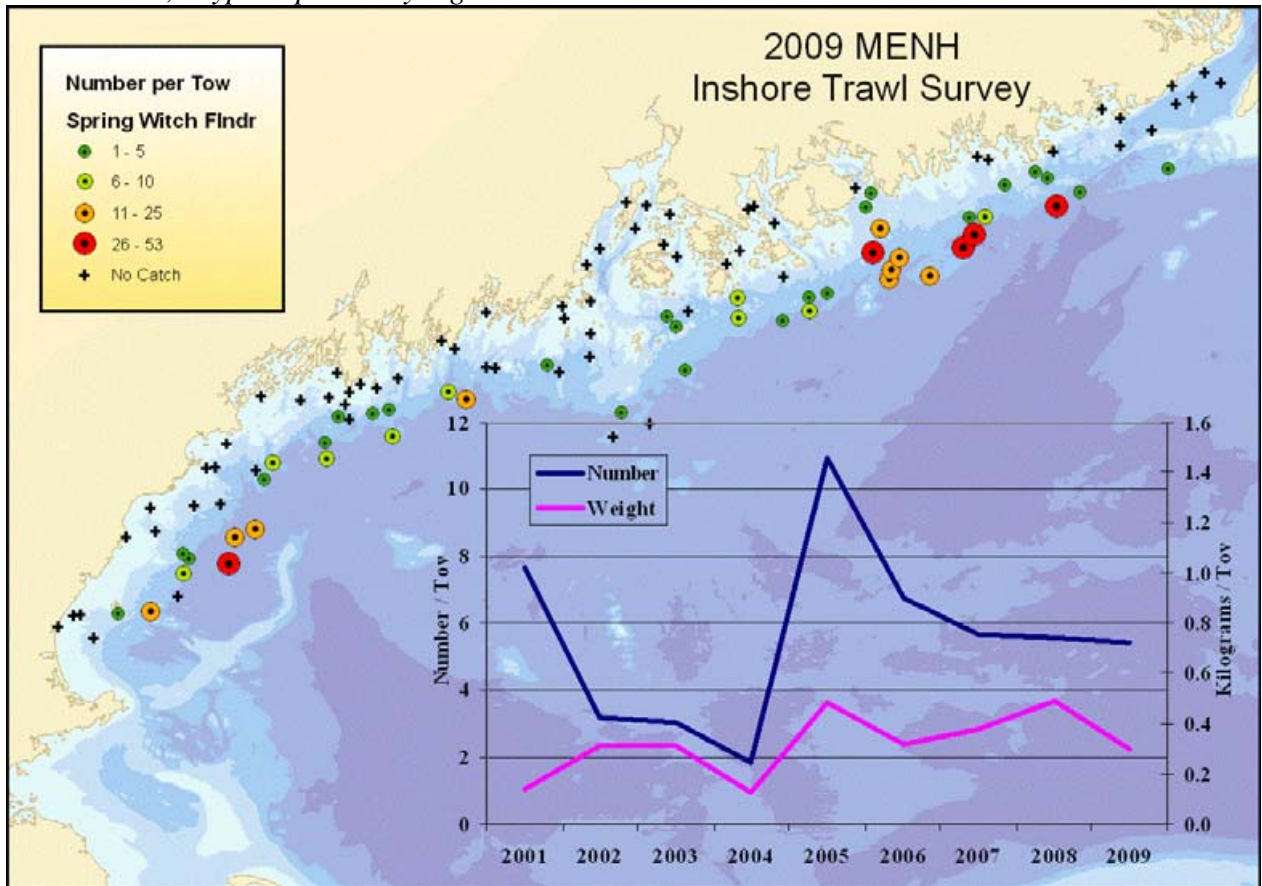 2009 MENH
Inshore Trawl Survey
Number per Tow
Spring Witch Flndr
1 - 5
6 - 10
11 - 25
26 - 53
No Catch
Number
Weight
12
10
8
6
4
2
0
Number / Tov
1.6
1.4
1.2
1.0
0.8
0.6
0.4
0.2
0.0
Kilograms / Tov
2001 2002 2003 2004 2005 2006 2007 2008 2009